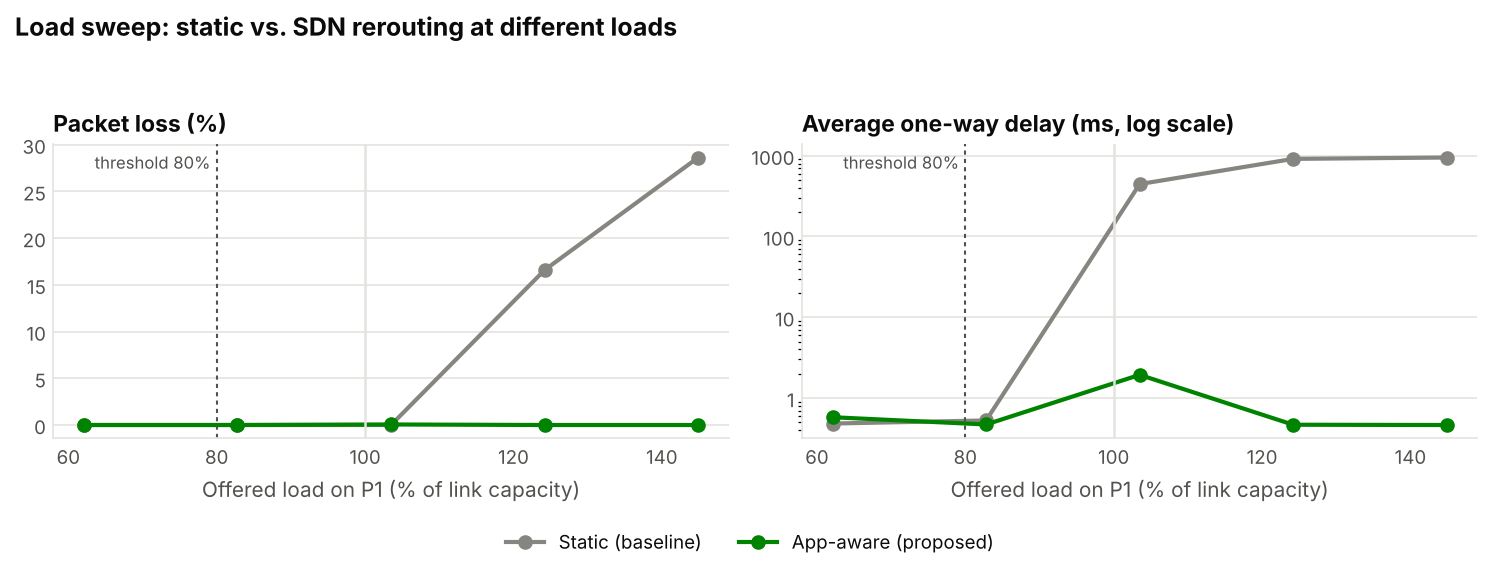 Load sweep: static vs. SDN rerouting at different loads
Packet loss (%)
30
25
20
15
10
5
0
threshold 80%
60 80 100 120 140
Offered load on P1 (% of link capacity)
Average one-way delay (ms, log scale)
1000
100
10
1
threshold 80%
60 80 100 120 140
Offered load on P1 (% of link capacity)
Static (baseline) App-aware (proposed)